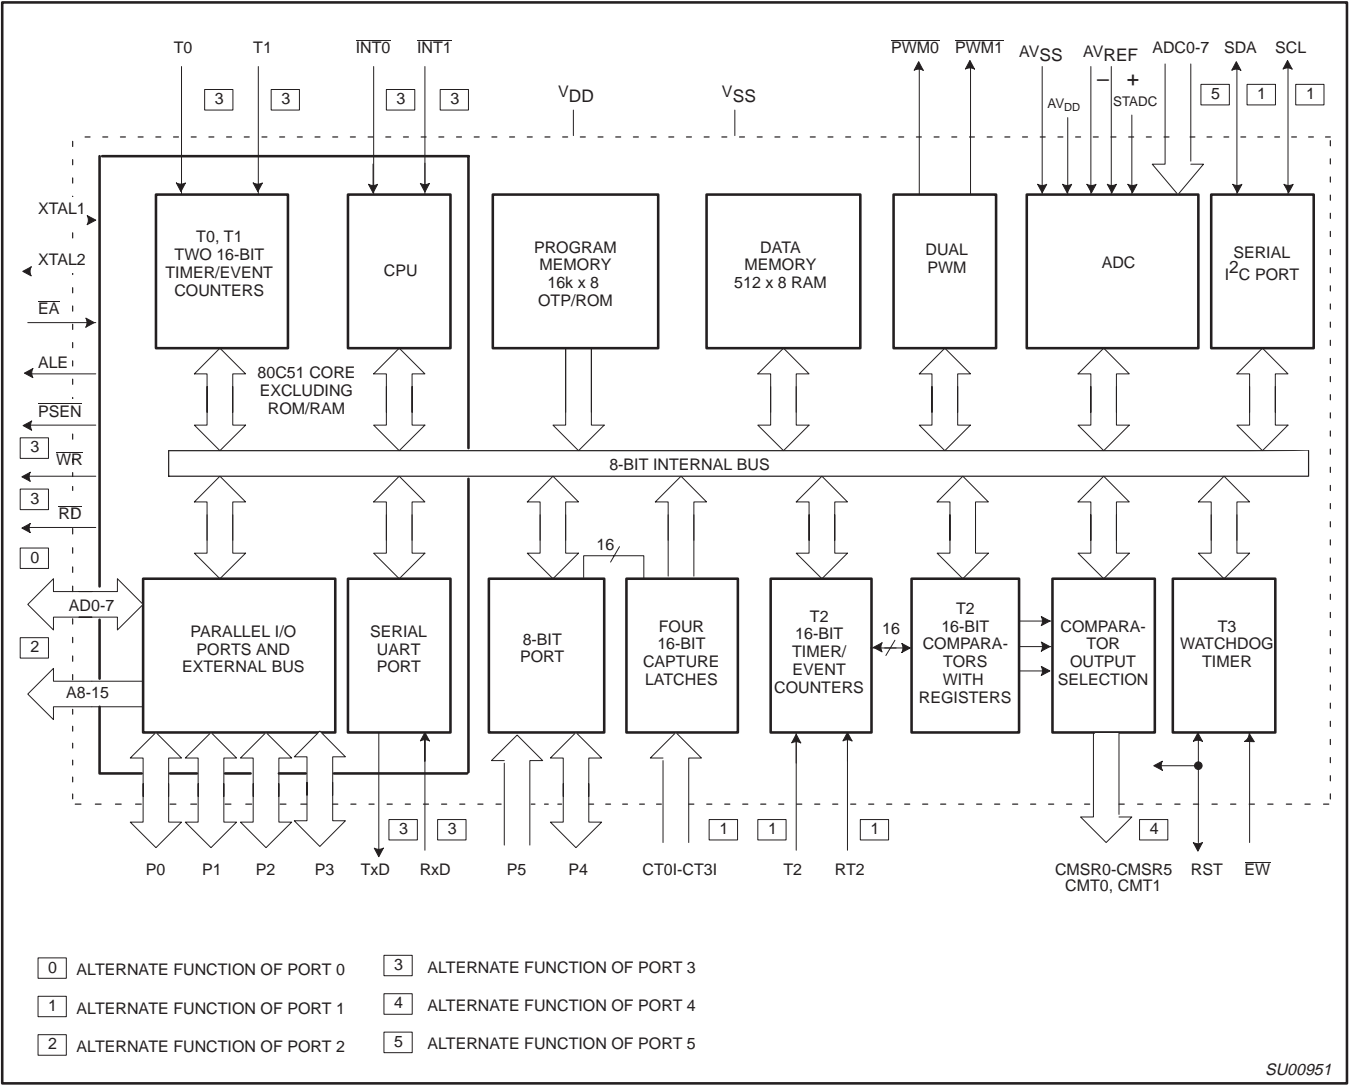 T0 T1 INT0 INT1 PWM0 PWM1 AVSS AVREF ADC0-7 SDA SCL
− +
3 3 3 3 VDD VSS AVDD STADC 5 1 1
XTAL1
XTAL2
EA
ALE
PSEN
3
WR
3
RD
0
AD0-7
2
A8-15
T0, T1
TWO 16-BIT
TIMER/EVENT
COUNTERS
CPU
PROGRAM
MEMORY
16k x 8
OTP/ROM
DATA
MEMORY
512 x 8 RAM
DUAL
PWM
ADC
SERIAL
I2C PORT
80C51 CORE
EXCLUDING
ROM/RAM
8-BIT INTERNAL BUS
PARALLEL I/O
PORTS AND
EXTERNAL BUS
SERIAL
UART
PORT
8-BIT
PORT
16
FOUR
16-BIT
CAPTURE
LATCHES
T2
16-BIT
TIMER/
EVENT
COUNTERS
16
T2
16-BIT
COMPARA-
TORS
WITH
REGISTERS
COMPARA-
TOR
OUTPUT
SELECTION
T3
WATCHDOG
TIMER
3 3 1 1 1 4
P0 P1 P2 P3 TxD RxD P5 P4 CT0I-CT3I T2 RT2 CMSR0-CMSR5 RST EW
CMT0, CMT1
0 ALTERNATE FUNCTION OF PORT 0
1 ALTERNATE FUNCTION OF PORT 1
2 ALTERNATE FUNCTION OF PORT 2
3 ALTERNATE FUNCTION OF PORT 3
4 ALTERNATE FUNCTION OF PORT 4
5 ALTERNATE FUNCTION OF PORT 5
SU00951